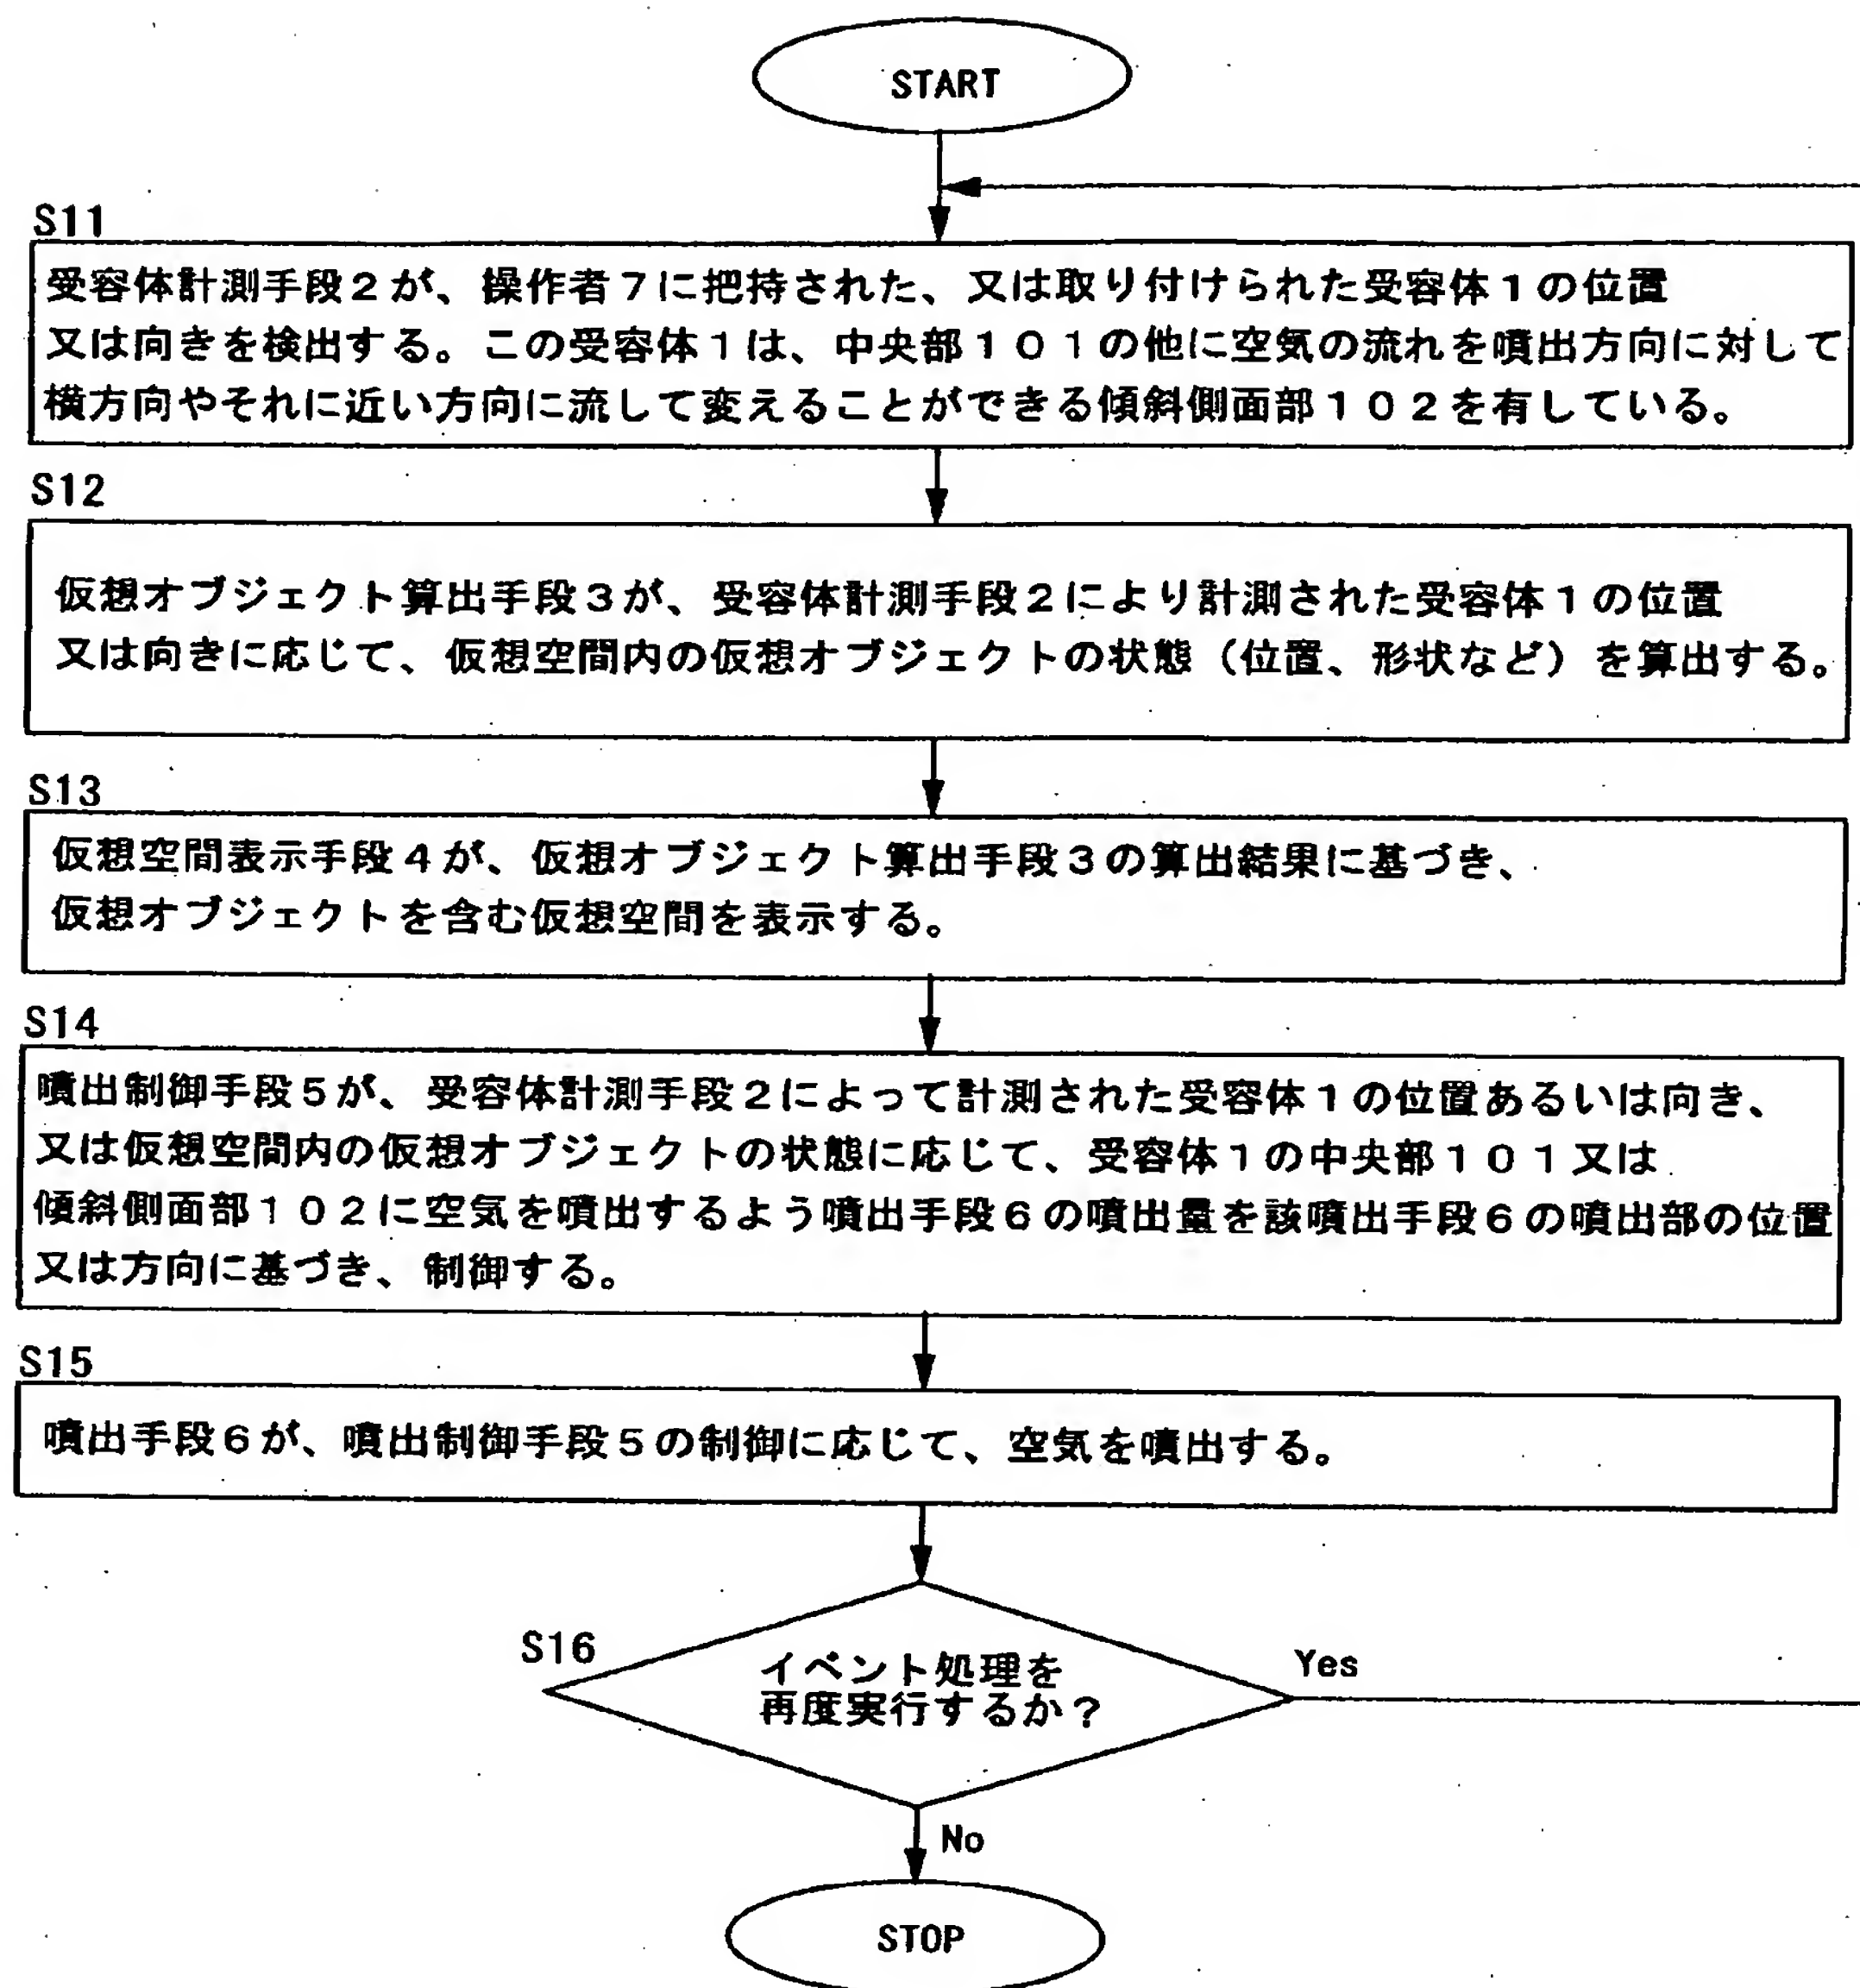 START
S11
受容体計測手段２が、操作者７に把持された、又は取り付けられた受容体１の位置
又は向きを検出する。この受容体１は、中央部１０１の他に空気の流れを噴出方向に対して
横方向やそれに近い方向に流して変えることができる傾斜側面部１０２を有している。
S12
仮想オブジェクト算出手段３が、受容体計測手段２により計測された受容体１の位置
又は向きに応じて、仮想空間内の仮想オブジェクトの状態（位置、形状など）を算出する。
S13
仮想空間表示手段４が、仮想オブジェクト算出手段３の算出結果に基づき、
仮想オブジェクトを含む仮想空間を表示する。
S14
噴出制御手段５が、受容体計測手段２によって計測された受容体１の位置あるいは向き、
又は仮想空間内の仮想オブジェクトの状態に応じて、受容体１の中央部１０１又は
傾斜側面部１０２に空気を噴出するよう噴出手段６の噴出量を該噴出手段６の噴出部の位置
又は方向に基づき、制御する。
S15
噴出手段６が、噴出制御手段５の制御に応じて、空気を噴出する。
S16
イベント処理を
再度実行するか？
Yes
No
STOP